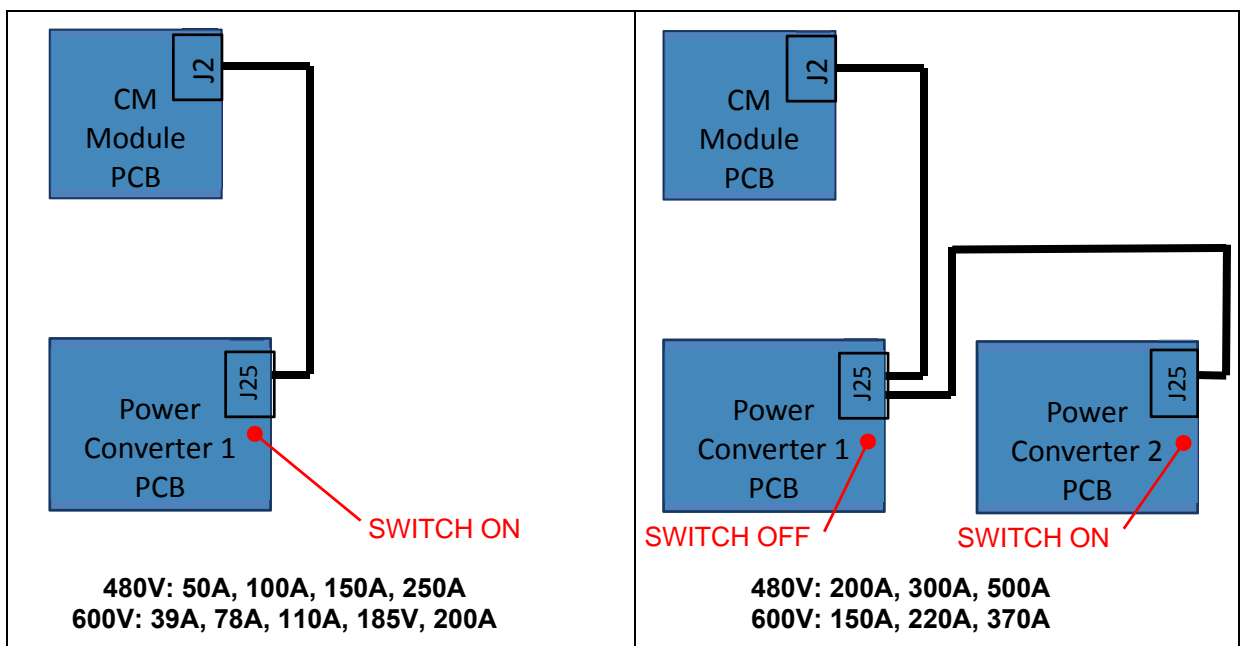 J2
CM
Module
PCB
J25
Power
Converter 1
PCB
SWITCH ON
480V: 50A, 100A, 150A, 250A
600V: 39A, 78A, 110A, 185V, 200A
J2
CM
Module
PCB
J25
Power
Converter 1
PCB
SWITCH OFF
J25
Power
Converter 2
PCB
SWITCH ON
480V: 200A, 300A, 500A
600V: 150A, 220A, 370A